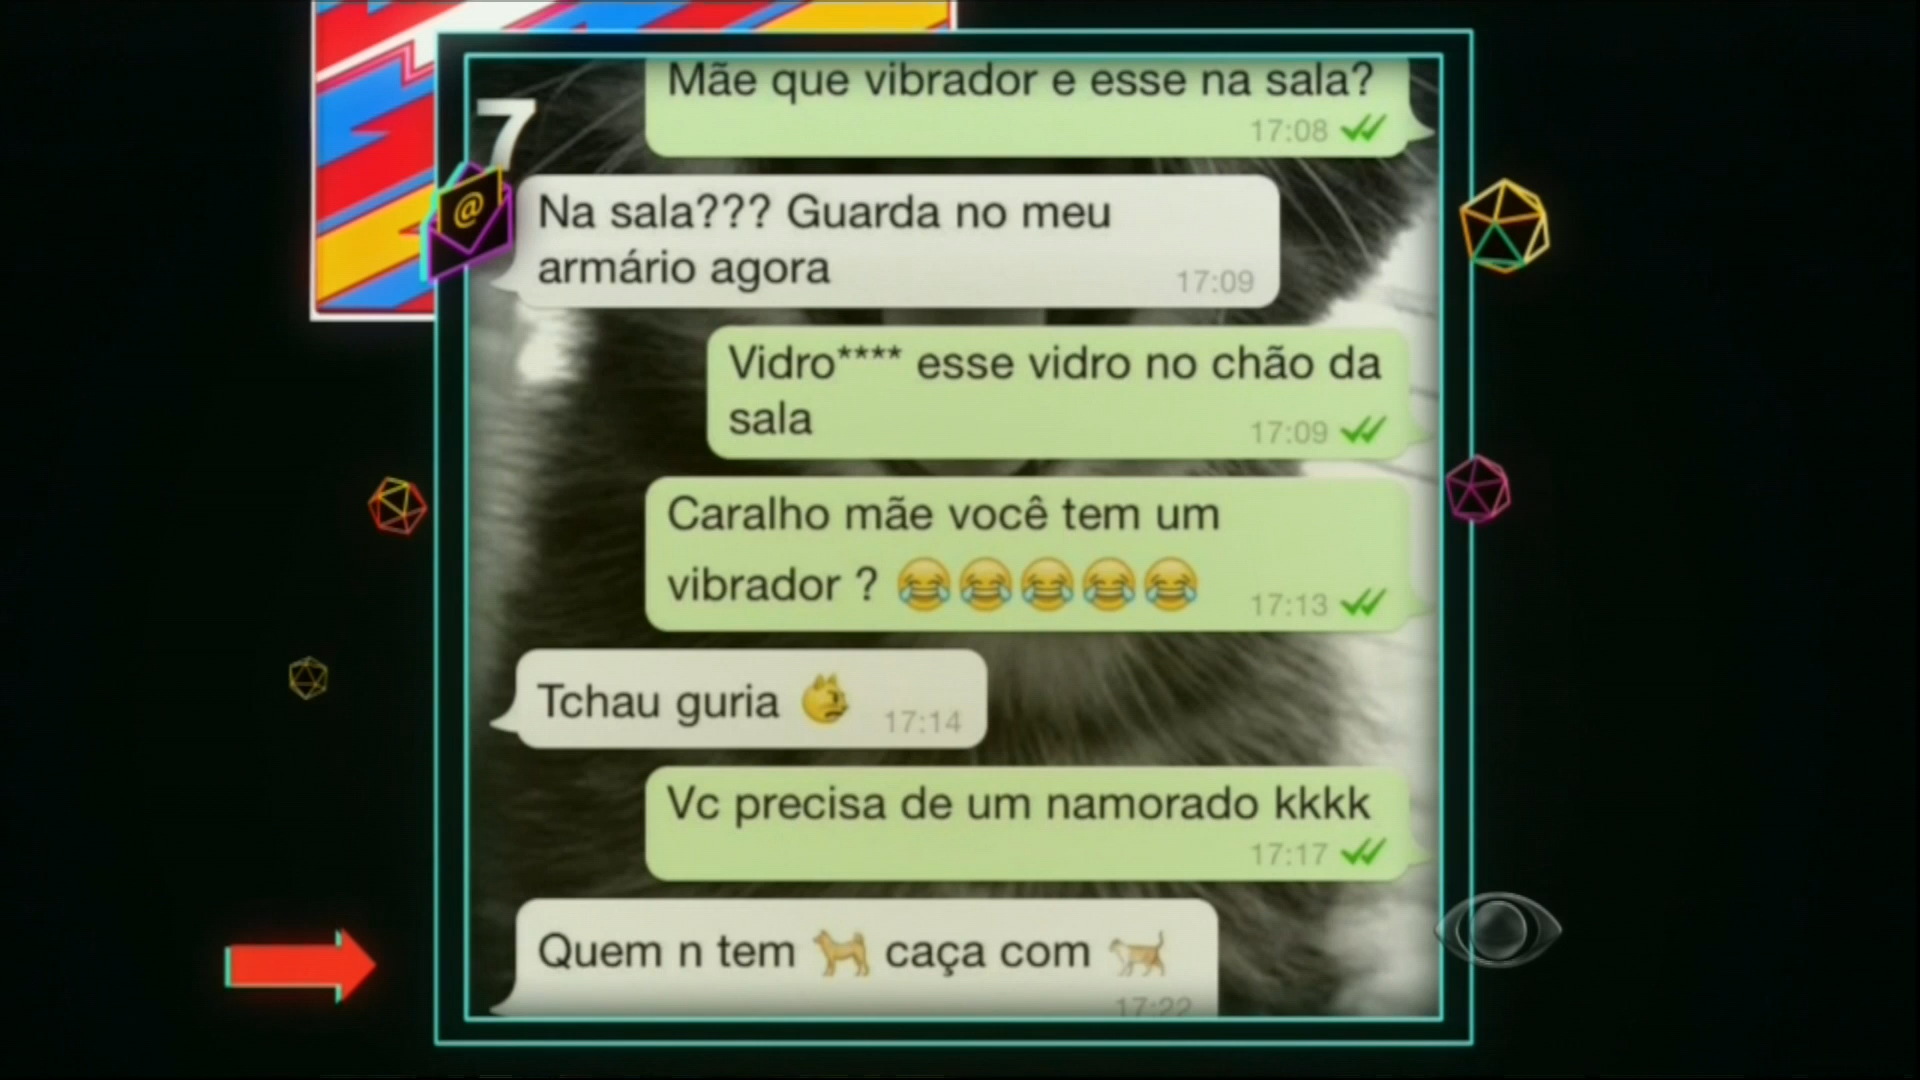 Mãe que vibrador e esse na sala?
17:08
7
@
Na sala??? Guarda no meu
armário agora
17:09
Vidro**** esse vidro no chão da
sala
17:09
Caralho mãe você tem um
vibrador ? 😂😂😂😂😂
17:13
Tchau guria 😾
17:14
Vc precisa de um namorado kkkk
17:17
Quem n tem 🐕 caça com 🐈
17:22